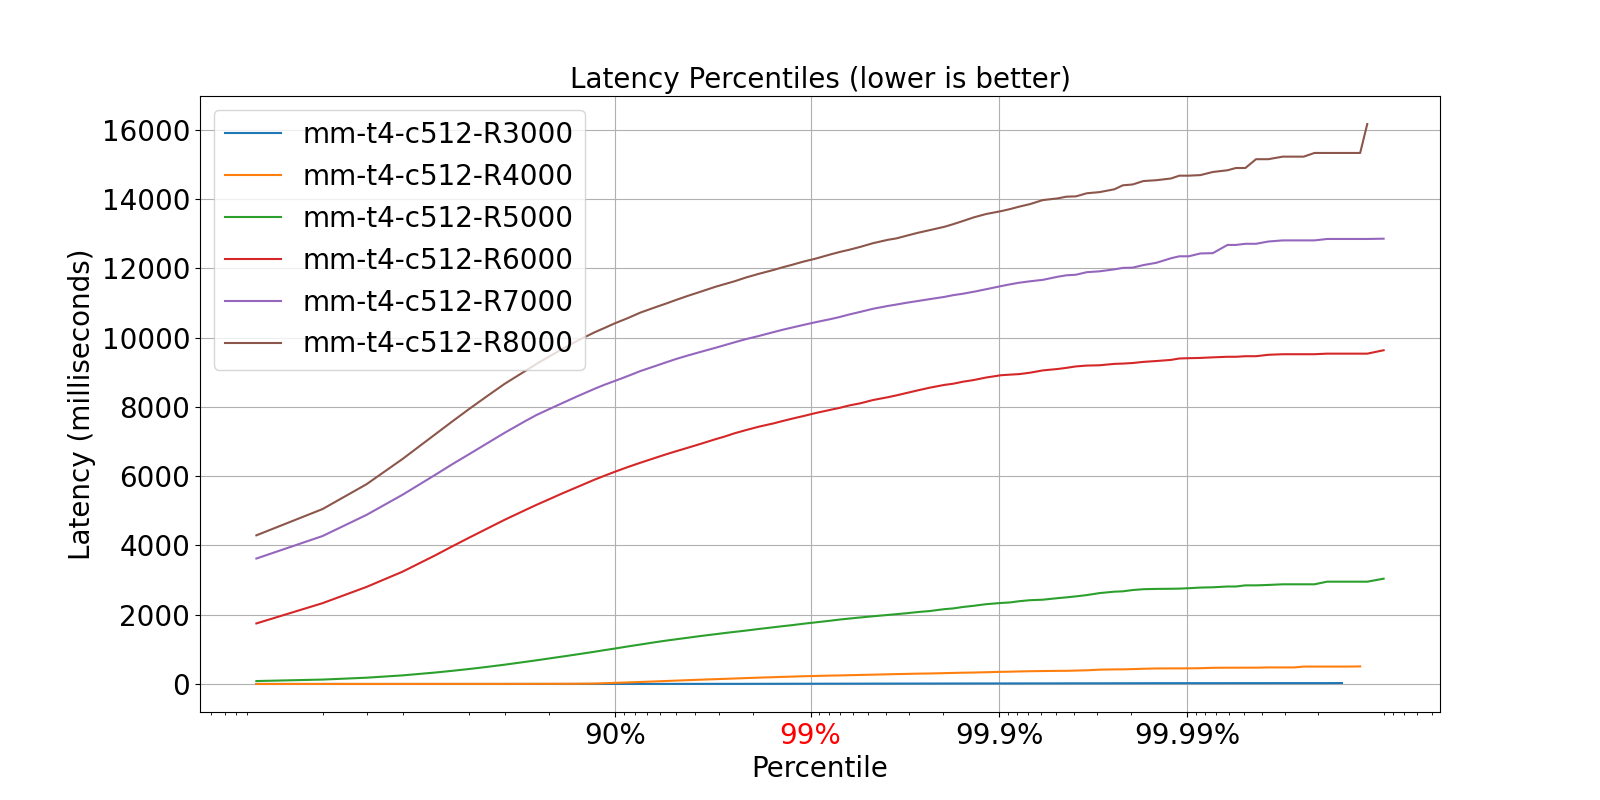 Latency Percentiles (lower is better)
mm-t4-c512-R3000
mm-t4-c512-R4000
mm-t4-c512-R5000
mm-t4-c512-R6000
mm-t4-c512-R7000
mm-t4-c512-R8000
16000
14000
12000
10000
8000
6000
4000
2000
0
Latency (milliseconds)
90% 99% 99.9% 99.99%
Percentile